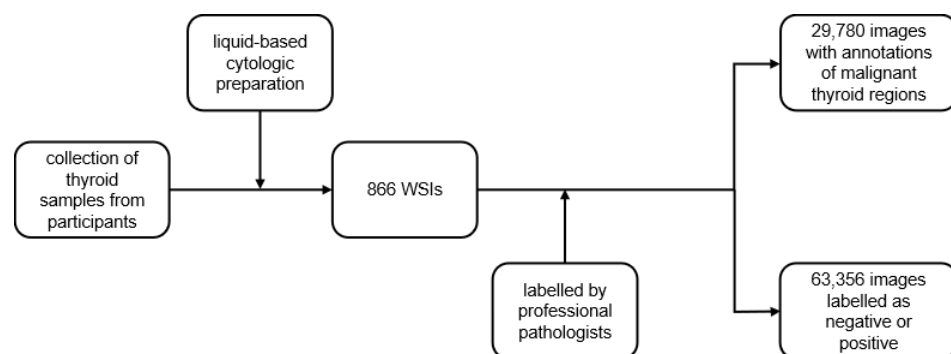 liquid-based
cytologic
preparation
29,780 images
with annotations
of malignant
thyroid regions
collection of
thyroid
samples from
participants
866 WSIs
labelled by
professional
pathologists
63,356 images
labelled as
negative or
positive